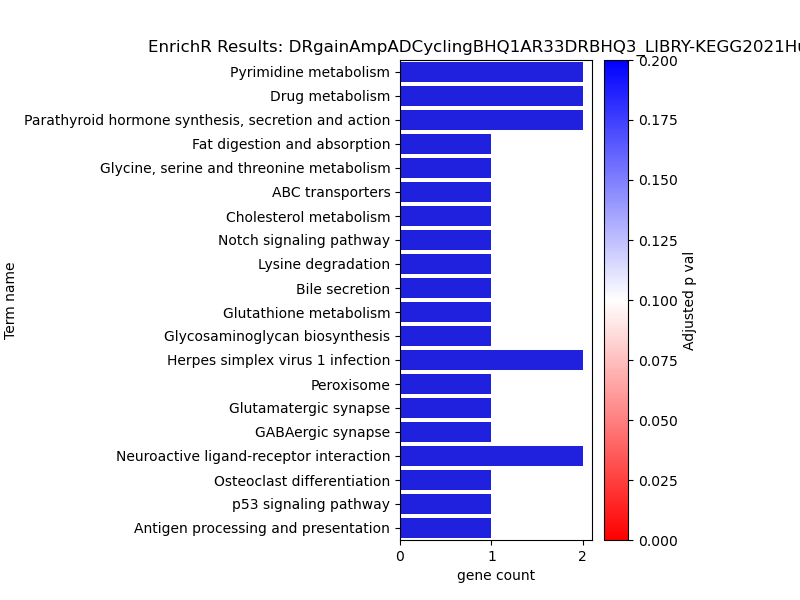 EnrichR Results: DRgainAmpADCyclingBHQ1AR33DRBHQ3_LIBRY-KEGG2021Hu
Term name
Pyrimidine metabolism
Drug metabolism
Parathyroid hormone synthesis, secretion and action
Fat digestion and absorption
Glycine, serine and threonine metabolism
ABC transporters
Cholesterol metabolism
Notch signaling pathway
Lysine degradation
Bile secretion
Glutathione metabolism
Glycosaminoglycan biosynthesis
Herpes simplex virus 1 infection
Peroxisome
Glutamatergic synapse
GABAergic synapse
Neuroactive ligand-receptor interaction
Osteoclast differentiation
p53 signaling pathway
Antigen processing and presentation
0 1 2
gene count
0.200
0.175
0.150
0.125
0.100
0.075
0.050
0.025
0.000
Adjusted p val